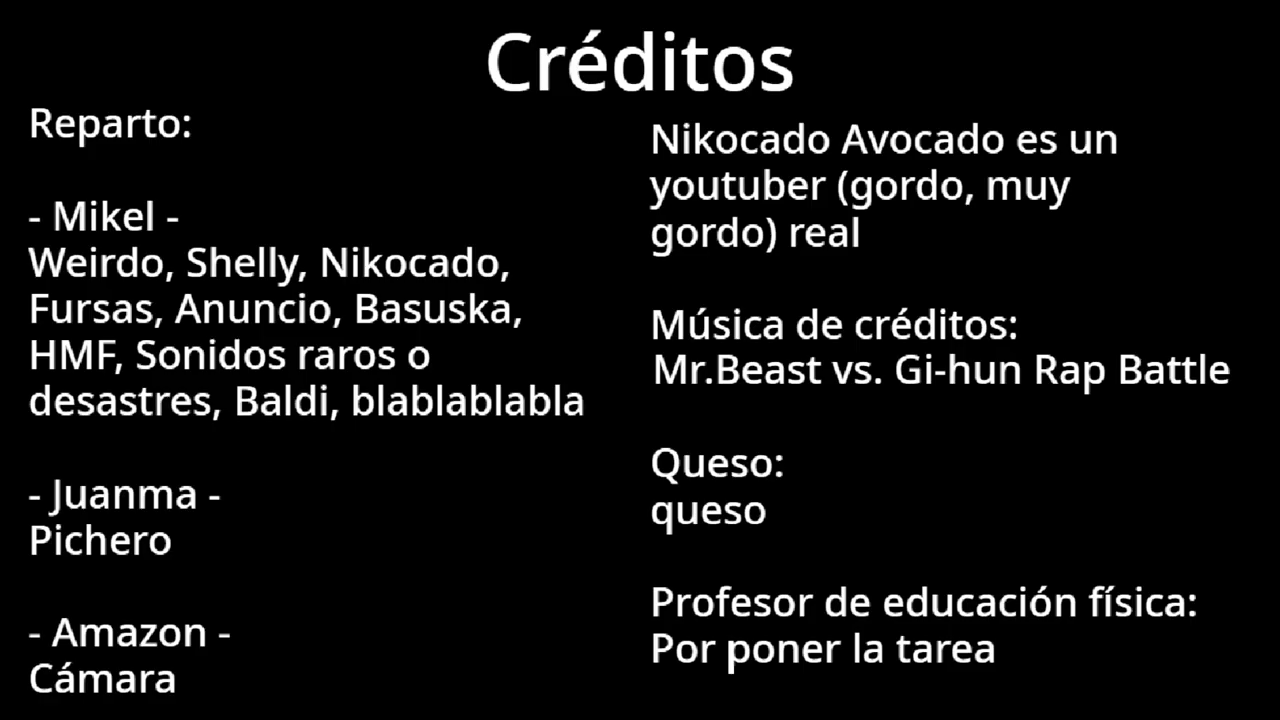 Créditos
Reparto:
- Mikel -
Weirdo, Shelly, Nikocado,
Fursas, Anuncio, Basuska,
HMF, Sonidos raros o
desastres, Baldi, blablablabla
- Juanma -
Pichero
- Amazon -
Cámara
Nikocado Avocado es un
youtuber (gordo, muy
gordo) real
Música de créditos:
Mr.Beast vs. Gi-hun Rap Battle
Queso:
queso
Profesor de educación física:
Por poner la tarea